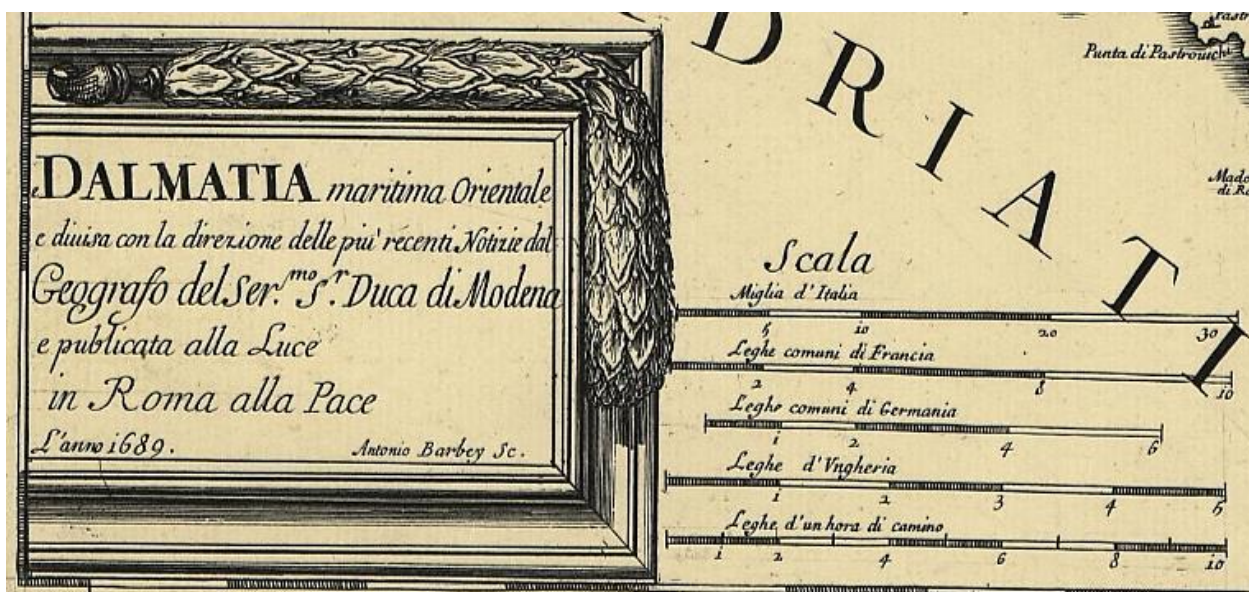 e DALMATIA maritima Orientale
e diuisa con la direzione delle piu' recenti Notizie dal
Geografo del Ser.mo Sr. Duca di Modena
e publicata alla Luce
in Roma alla Pace
L'anno 1689. Antonio Barbey Sc.
DRIATI
Punta di Pastrouichi
Scala
Miglia d'Italia
5 10 20 30
Leghe comuni di Francia
2 4 8 10
Leghe comuni di Germania
1 2 4 6
Leghe d'Vngheria
1 2 3 4 5
Leghe d'un hora di camino
1 2 4 6 8 10